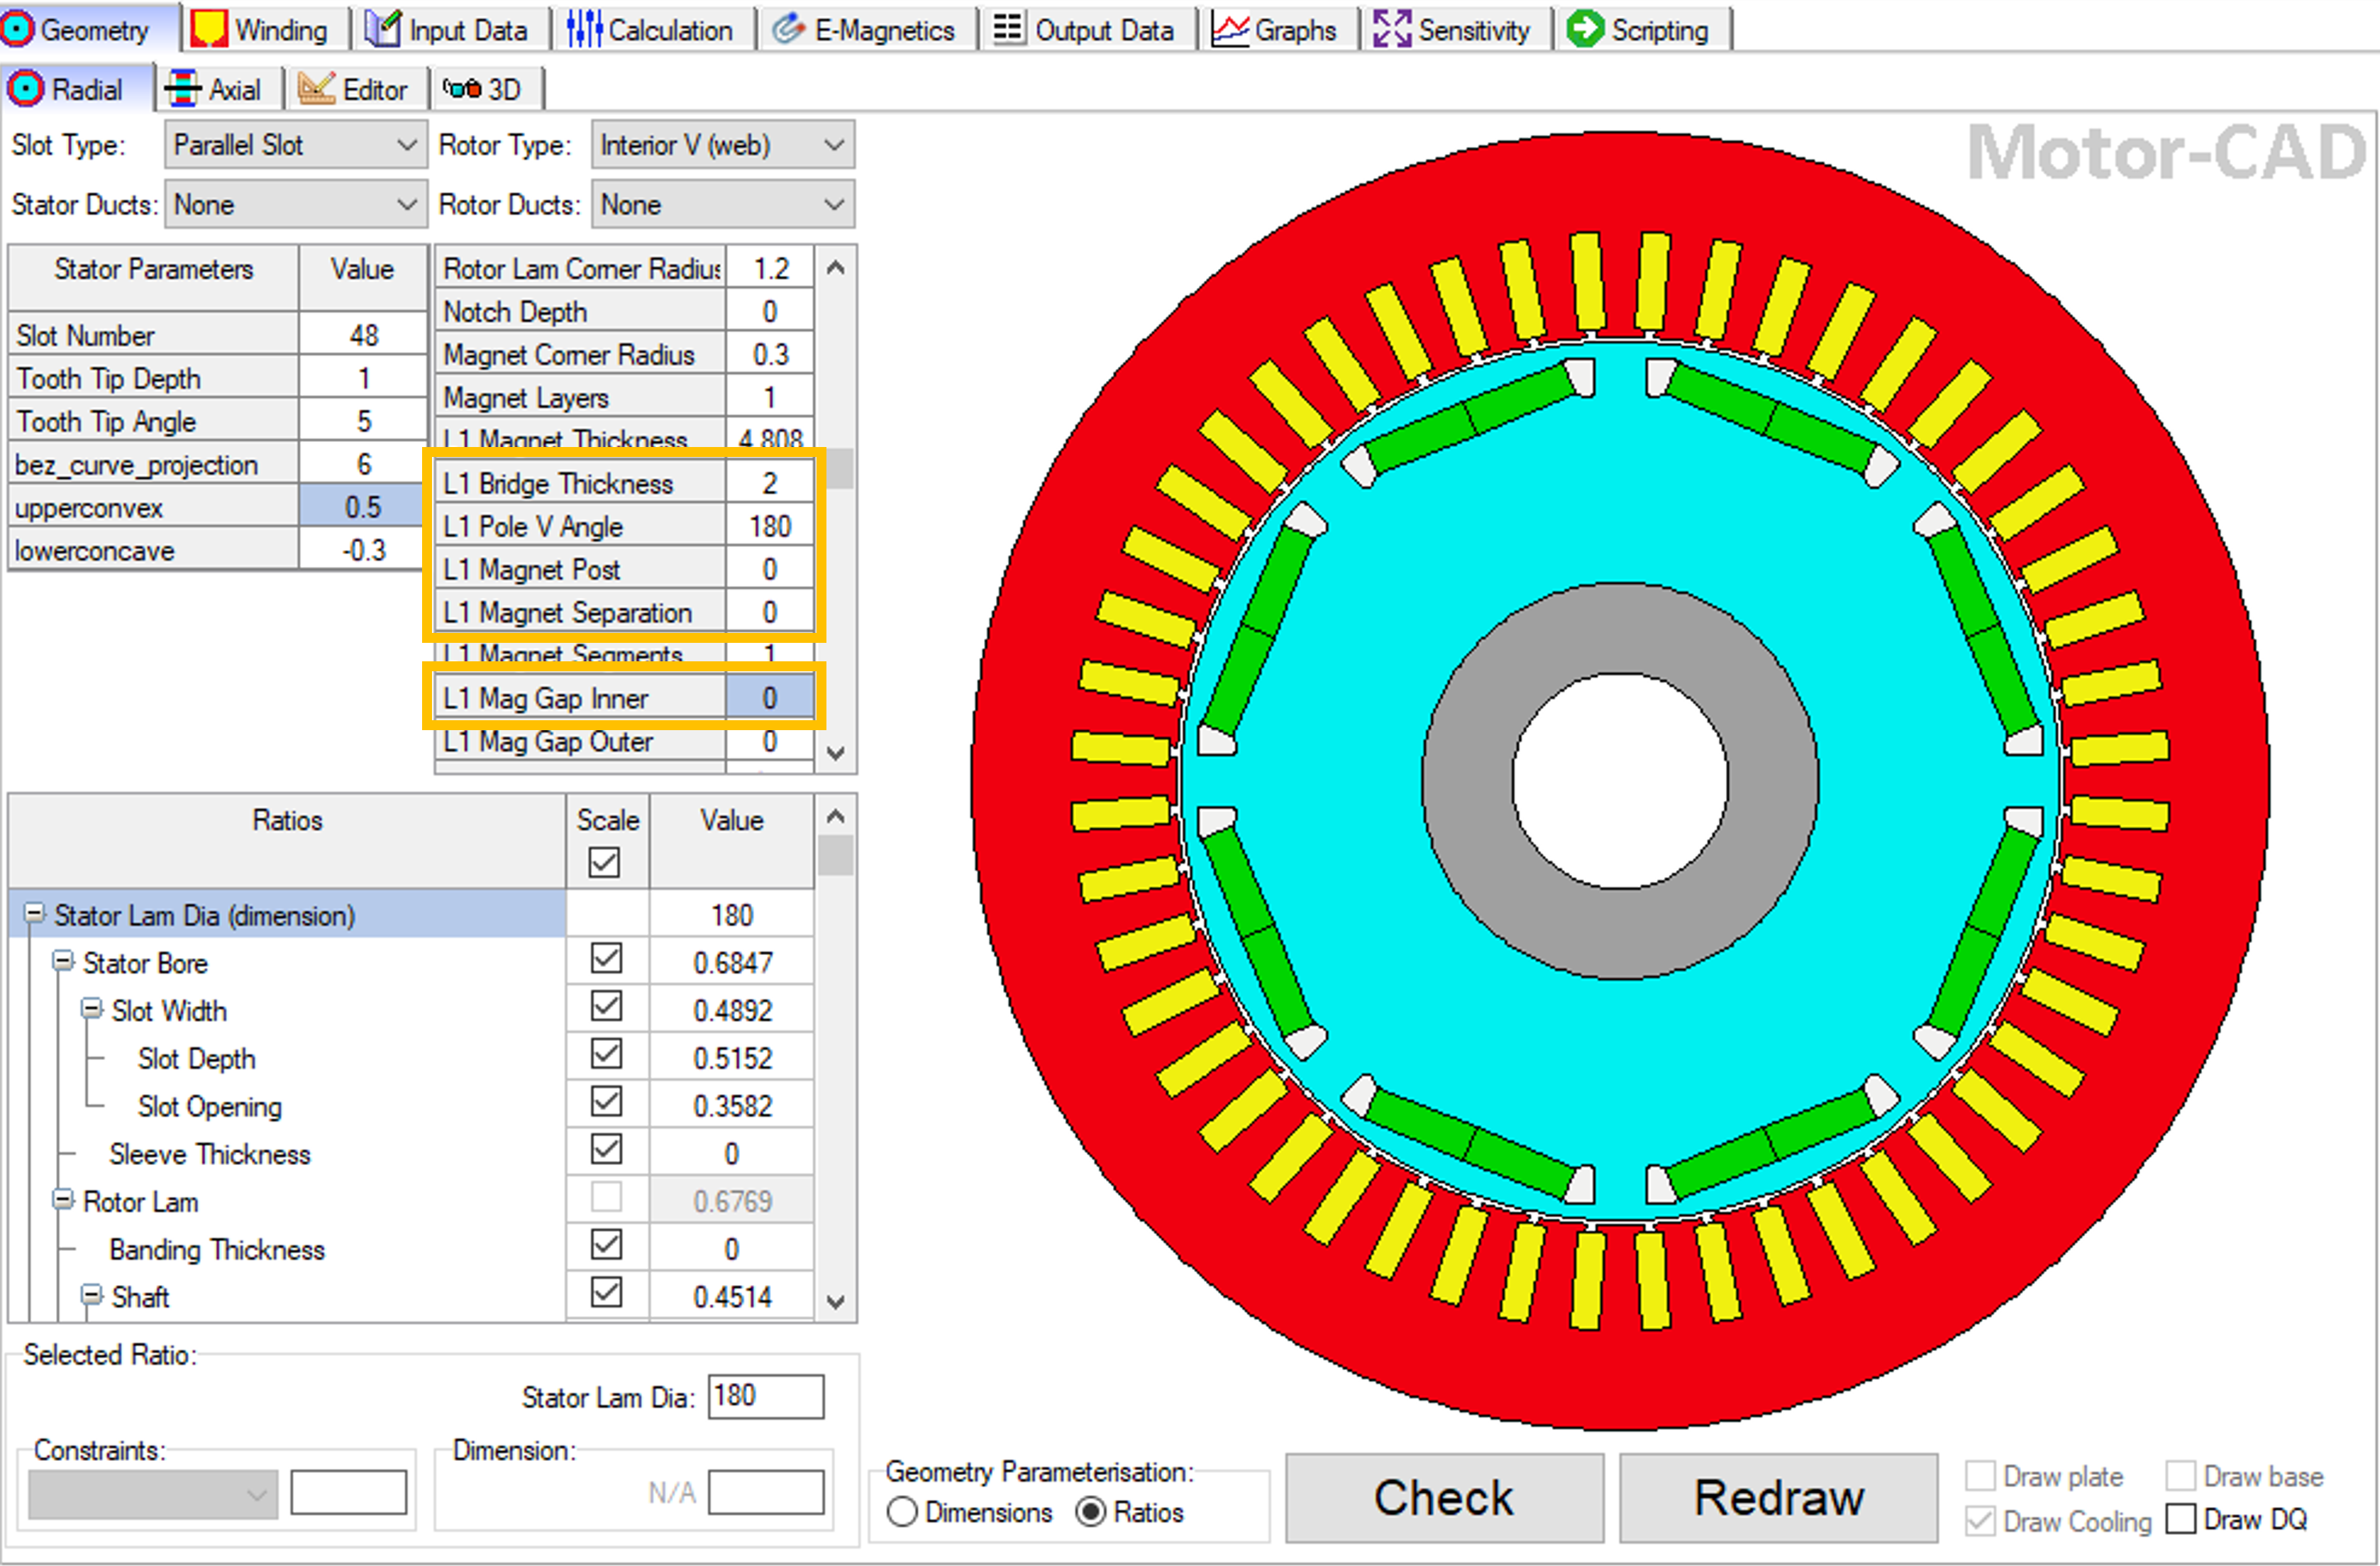 Geometry Winding Input Data Calculation E-Magnetics Output Data Graphs Sensitivity Scripting
Radial Axial Editor 3D
Motor-CAD
Slot Type: Parallel Slot Rotor Type: Interior V (web)
Stator Ducts: None Rotor Ducts: None
Stator Parameters Value
Slot Number 48
Tooth Tip Depth 1
Tooth Tip Angle 5
bez_curve_projection 6
upperconvex 0.5
lowerconcave -0.3
Rotor Lam Corner Radius 1.2
Notch Depth 0
Magnet Corner Radius 0.3
Magnet Layers 1
L1 Magnet Thickness 4.808
L1 Bridge Thickness 2
L1 Pole V Angle 180
L1 Magnet Post 0
L1 Magnet Separation 0
L1 Magnet Segments 1
L1 Mag Gap Inner 0
L1 Mag Gap Outer 0
Ratios Scale Value
Stator Lam Dia (dimension) 180
Stator Bore 0.6847
Slot Width 0.4892
Slot Depth 0.5152
Slot Opening 0.3582
Sleeve Thickness 0
Rotor Lam 0.6769
Banding Thickness 0
Shaft 0.4514
Selected Ratio:
Stator Lam Dia: 180
Constraints:
Dimension:
N/A
Geometry Parameterisation:
Dimensions Ratios
Check
Redraw
Draw plate Draw base
Draw Cooling Draw DQ